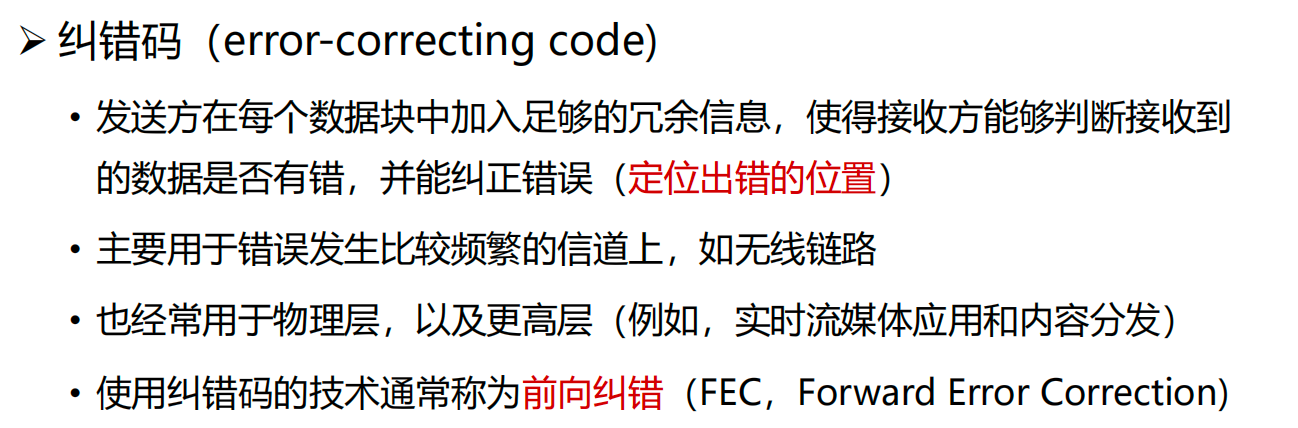 ➢ 纠错码（error-correcting code)
• 发送方在每个数据块中加入足够的冗余信息，使得接收方能够判断接收到
的数据是否有错，并能纠正错误（定位出错的位置）
• 主要用于错误发生比较频繁的信道上，如无线链路
• 也经常用于物理层，以及更高层（例如，实时流媒体应用和内容分发）
• 使用纠错码的技术通常称为前向纠错（FEC，Forward Error Correction)